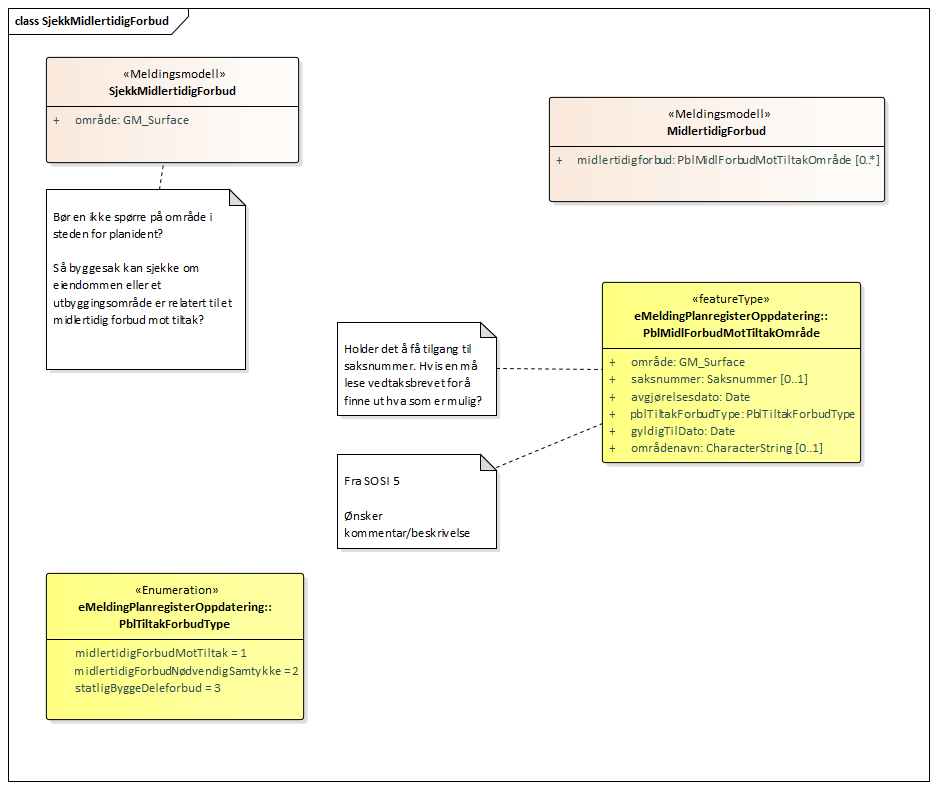 class SjekkMidlertidigForbud
«Meldingsmodell»
SjekkMidlertidigForbud
+ område: GM_Surface
«Meldingsmodell»
MidlertidigForbud
+ midlertidigforbud: PblMidlForbudMotTiltakOmråde [0..*]
Bør en ikke spørre på område i
steden for planident?
Så byggesak kan sjekke om
eiendommen eller et
utbyggingsområde er relatert til et
midlertidig forbud mot tiltak?
«featureType»
eMeldingPlanregisterOppdatering::
PblMidlForbudMotTiltakOmråde
+ område: GM_Surface
+ saksnummer: Saksnummer [0..1]
+ avgjørelsesdato: Date
+ pblTiltakForbudType: PblTiltakForbudType
+ gyldigTilDato: Date
+ områdenavn: CharacterString [0..1]
Holder det å få tilgang til
saksnummer. Hvis en må
lese vedtaksbrevet for å
finne ut hva som er mulig?
Fra SOSI 5
Ønsker
kommentar/beskrivelse
«Enumeration»
eMeldingPlanregisterOppdatering::
PblTiltakForbudType
midlertidigForbudMotTiltak = 1
midlertidigForbudNødvendigSamtykke = 2
statligByggeDeleforbud = 3